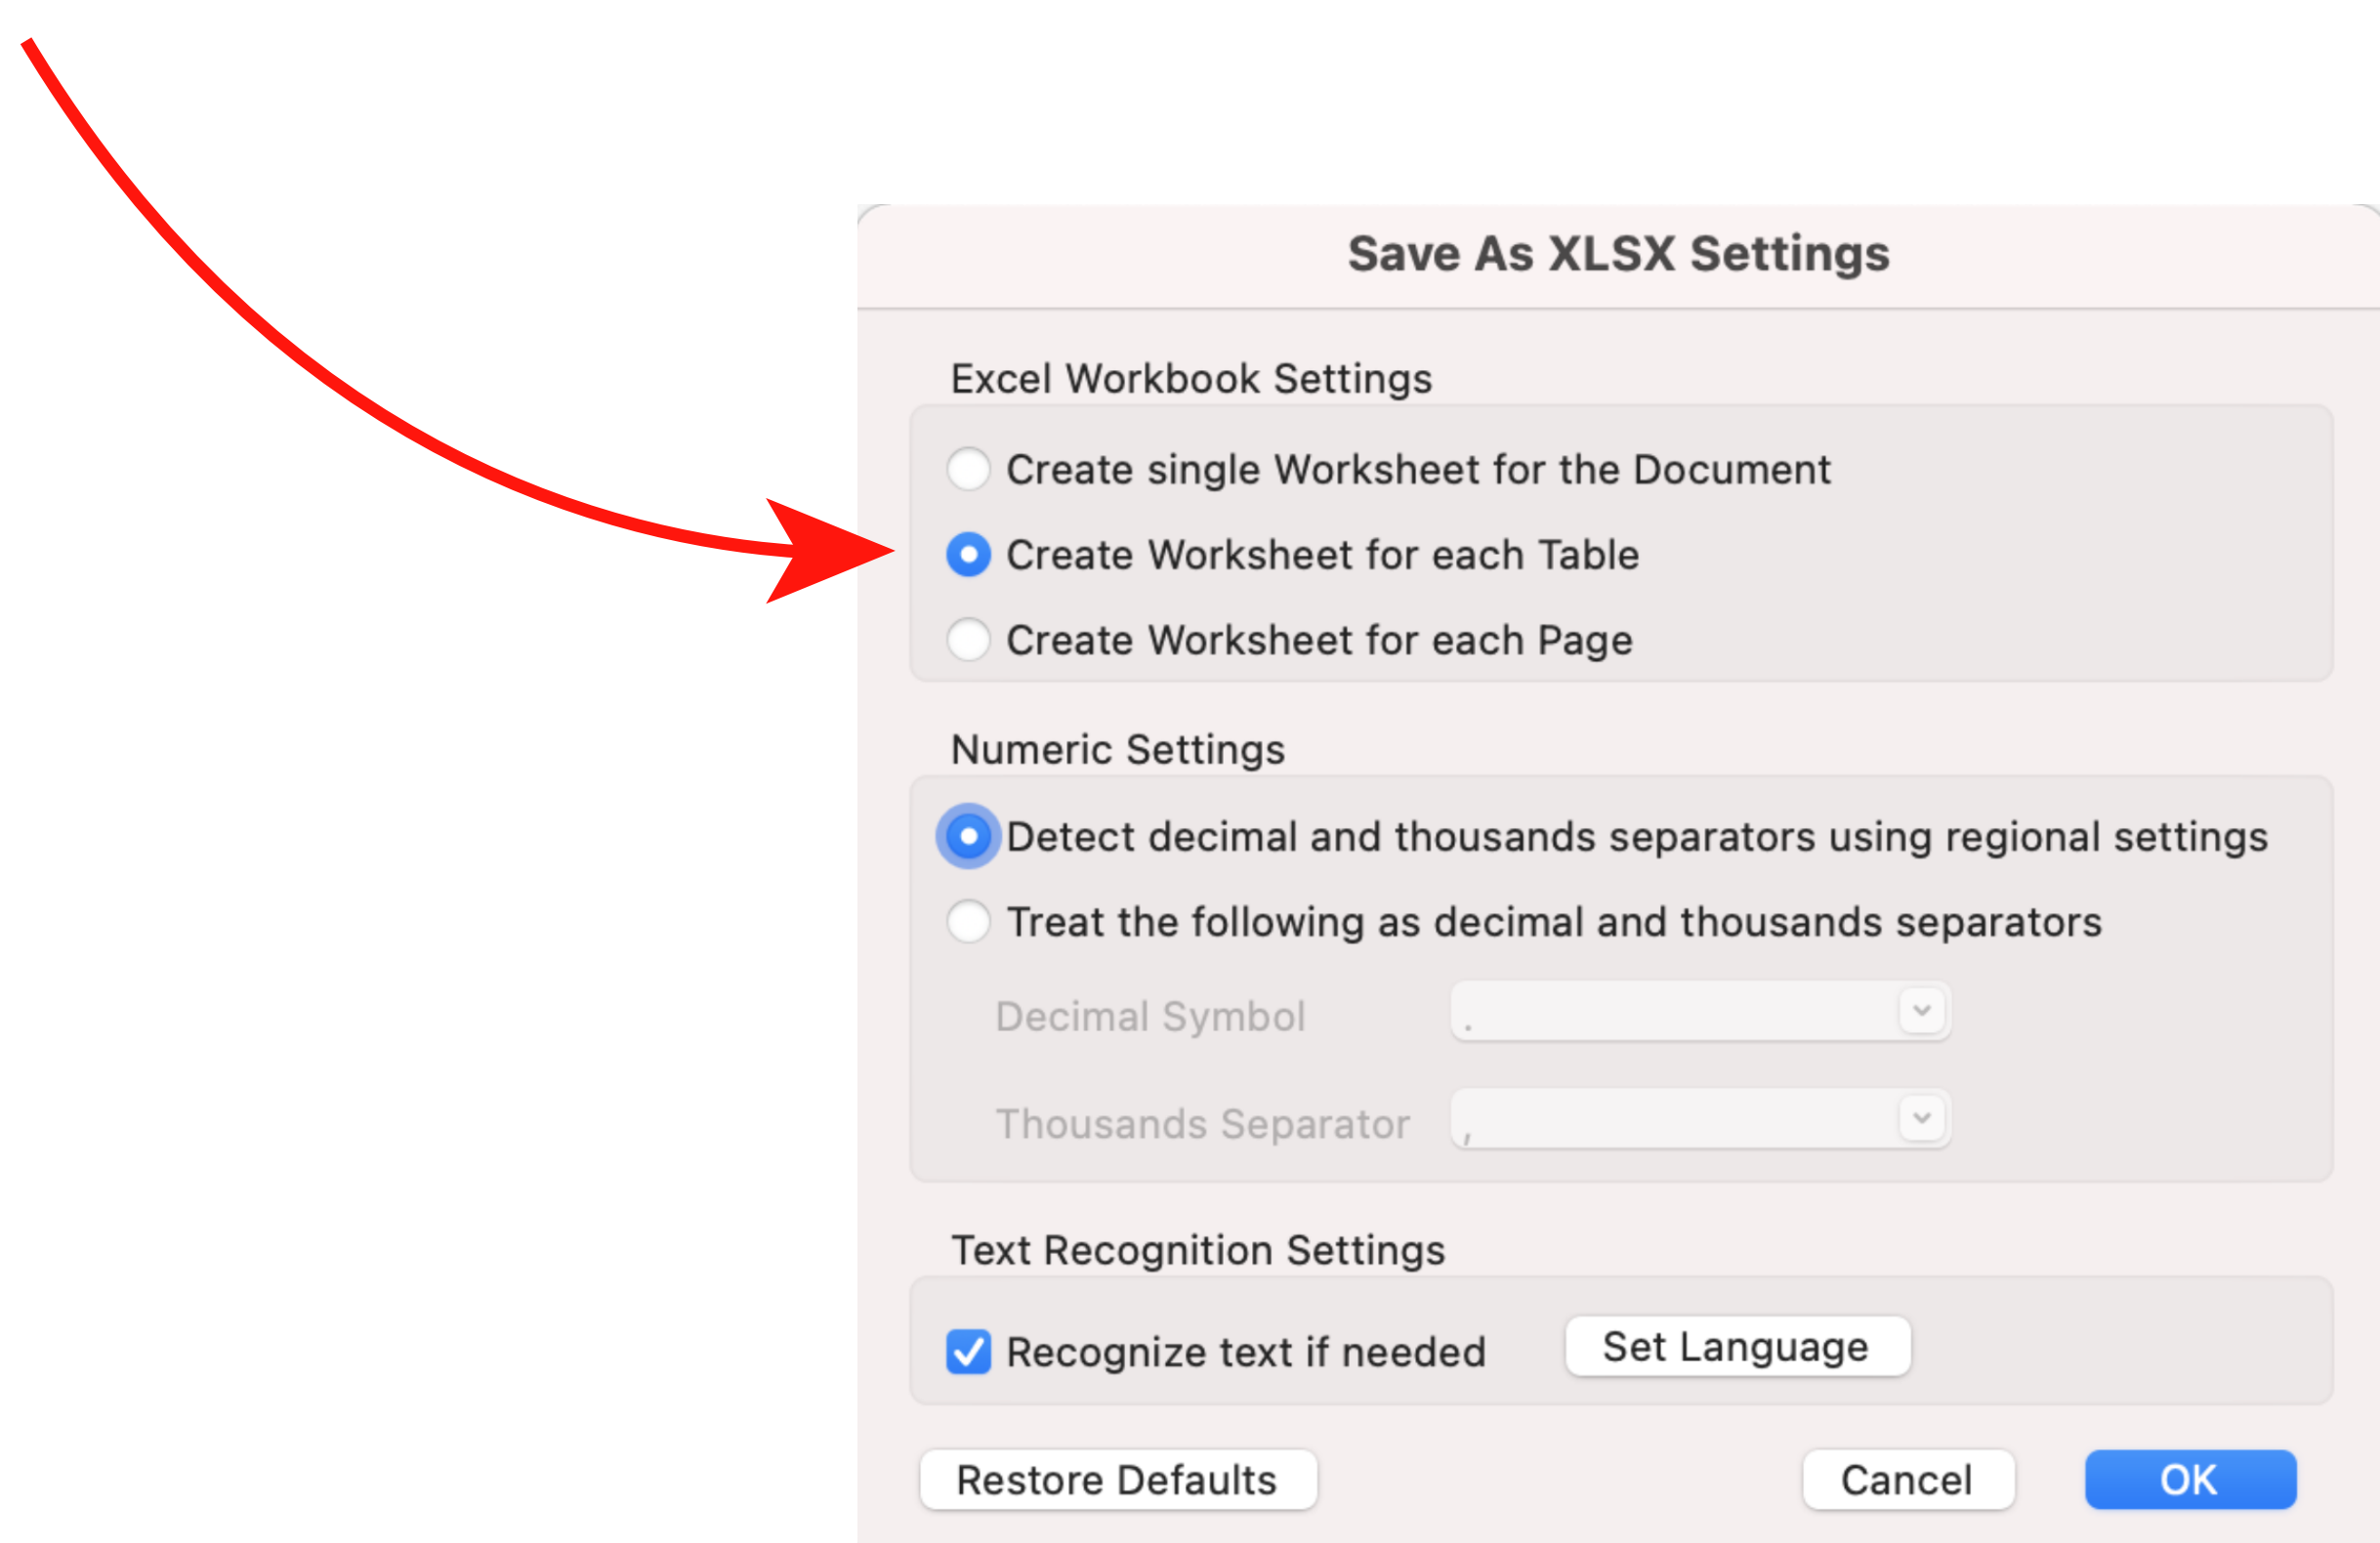 Save As XLSX Settings
Excel Workbook Settings
Create single Worksheet for the Document
Create Worksheet for each Table
Create Worksheet for each Page
Numeric Settings
Detect decimal and thousands separators using regional settings
Treat the following as decimal and thousands separators
Decimal Symbol .
Thousands Separator ,
Text Recognition Settings
Recognize text if needed Set Language
Restore Defaults Cancel OK